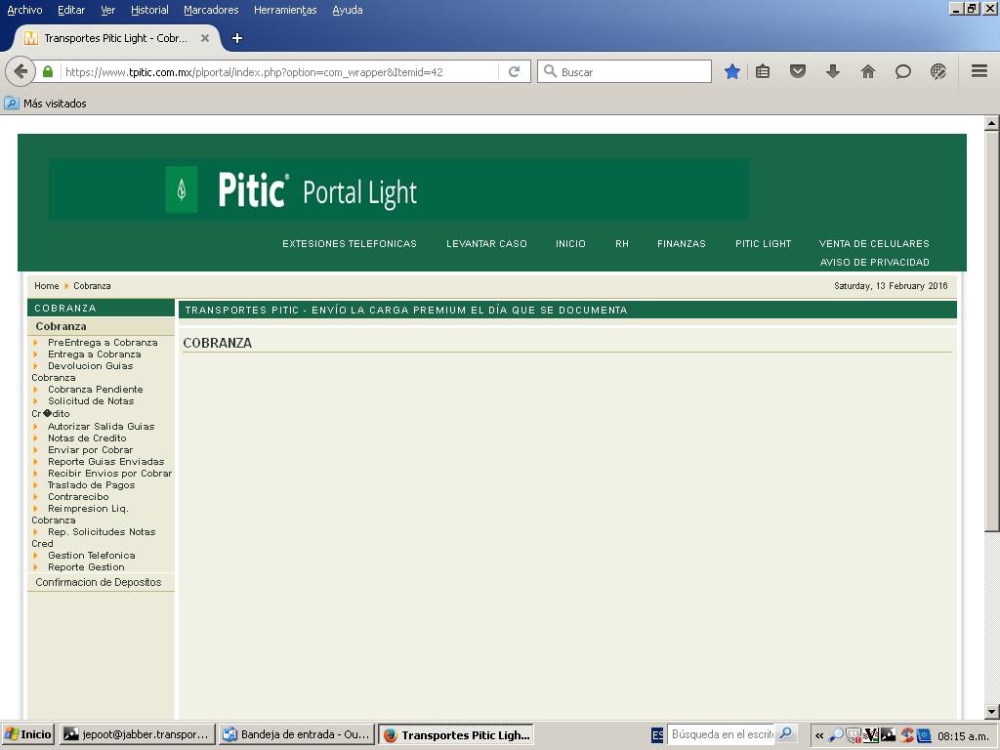 Archivo Editar Ver Historial Marcadores Herramientas Ayuda
Transportes Pitic Light - Cobr...
https://www.tpitic.com.mx/plportal/index.php?option=com_wrapper&Itemid=42
Buscar
Más visitados
Pitic® Portal Light
EXTESIONES TELEFONICAS LEVANTAR CASO INICIO RH FINANZAS PITIC LIGHT VENTA DE CELULARES
AVISO DE PRIVACIDAD
Home Cobranza
Saturday, 13 February 2016
COBRANZA
Cobranza
PreEntrega a Cobranza
Entrega a Cobranza
Devolucion Guias
Cobranza
Cobranza Pendiente
Solicitud de Notas
Cr�dito
Autorizar Salida Guias
Notas de Credito
Enviar por Cobrar
Reporte Guias Enviadas
Recibir Envios por Cobrar
Traslado de Pagos
Contrarecibo
Reimpresion Liq.
Cobranza
Rep. Solicitudes Notas
Cred
Gestion Telefonica
Reporte Gestion
Confirmacion de Depositos
TRANSPORTES PITIC - ENVÍO LA CARGA PREMIUM EL DÍA QUE SE DOCUMENTA
COBRANZA
Inicio
jepoot@jabber.transpor...
Bandeja de entrada - Ou...
Transportes Pitic Ligh...
ES
Búsqueda en el escrit
08:15 a.m.